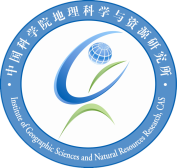 ·中国科学院地理科学与资源研究所·
Institute of Geographic Sciences and Natural Resources Research, CAS